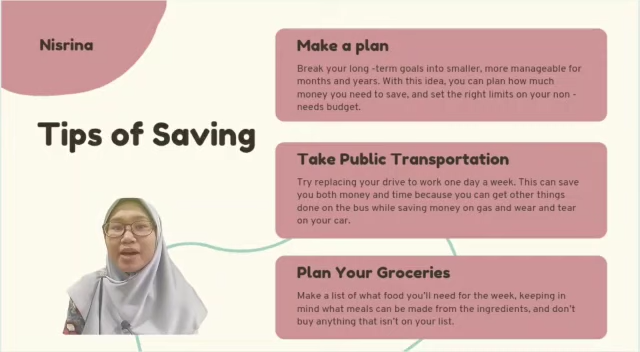 Nisrina
Tips of Saving
Make a plan
Break your long -term goals into smaller, more manageable for
months and years. With this idea, you can plan how much
money you need to save, and set the right limits on your non -
needs budget.
Take Public Transportation
Try replacing your drive to work one day a week. This can save
you both money and time because you can get other things
done on the bus while saving money on gas and wear and tear
on your car.
Plan Your Groceries
Make a list of what food you'll need for the week, keeping in
mind what meals can be made from the ingredients, and don't
buy anything that isn't on your list.